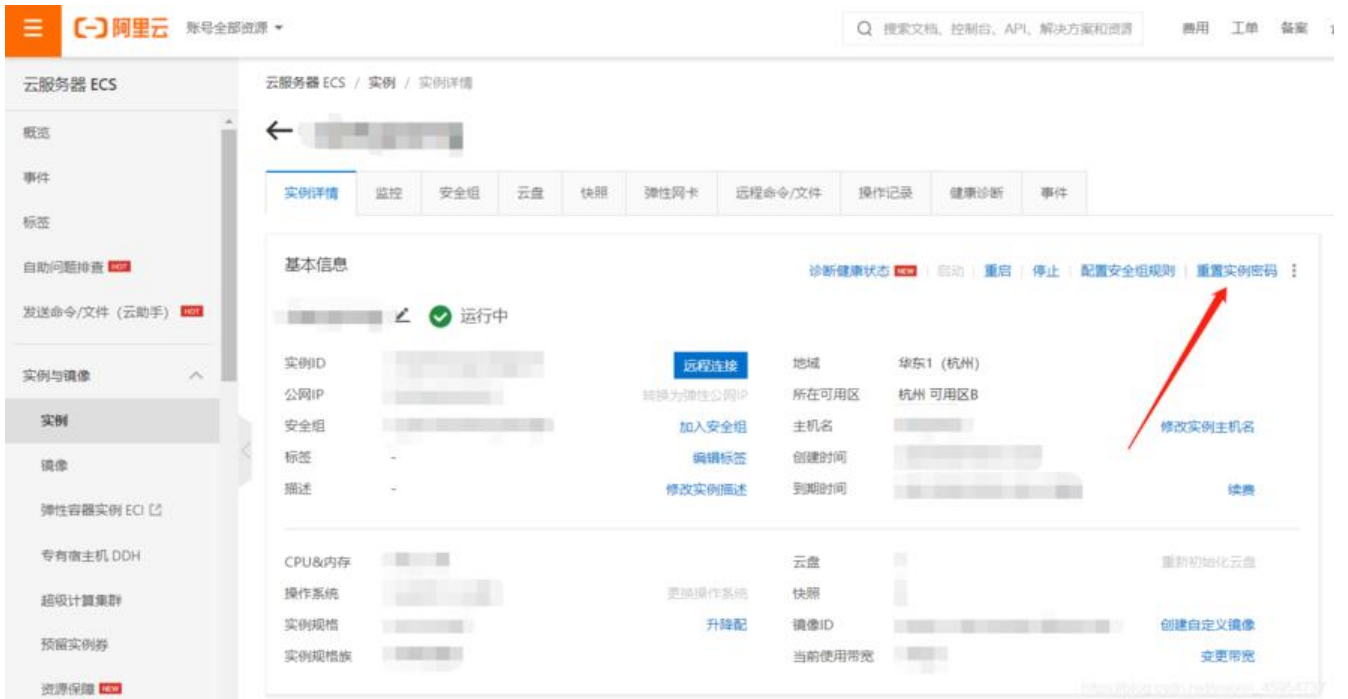 阿里云 账号全部资源 搜索文档、控制台、API、解决方案和资源 费用 工单 备案
云服务器 ECS
概览
事件
标签
自助问题排查 HOT
发送命令/文件（云助手） HOT
实例与镜像
实例
镜像
弹性容器实例 ECI
专有宿主机 DDH
超级计算集群
预留实例券
资源保障 NEW
云服务器 ECS / 实例 / 实例详情
实例详情 监控 安全组 云盘 快照 弹性网卡 远程命令/文件 操作记录 健康诊断 事件
基本信息 诊断健康状态 NEW 启动 重启 停止 配置安全组规则 重置实例密码
运行中
实例ID 远程连接 地域 华东1（杭州）
公网IP 转换为弹性公网IP 所在可用区 杭州 可用区B
安全组 加入安全组 主机名 修改实例主机名
标签 - 编辑标签 创建时间
描述 - 修改实例描述 到期时间 续费
CPU&内存 云盘 重新初始化云盘
操作系统 更换操作系统 快照
实例规格 升降配 镜像ID 创建自定义镜像
实例规格族 当前使用带宽 变更带宽